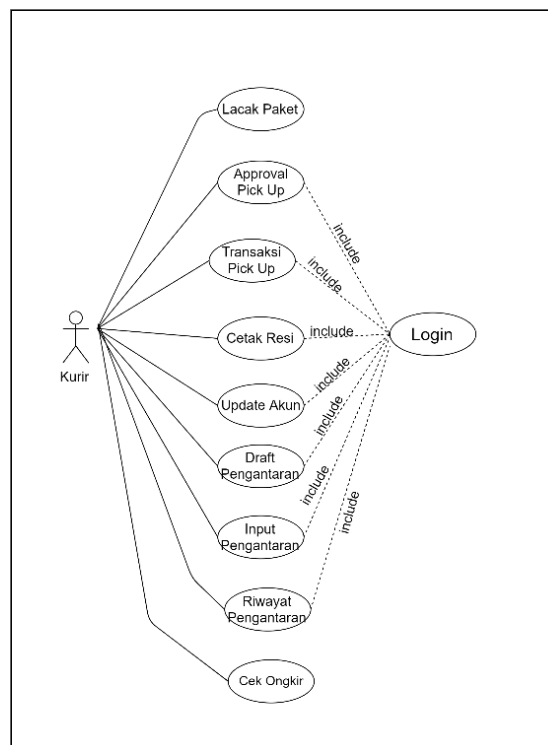 Lacak Paket
Approval
Pick Up
include
Transaksi
Pick Up
include
Cetak Resi
include
Login
Kurir
Update Akun
include
Draft
Pengantaran
include
Input
Pengantaran
include
Riwayat
Pengantaran
include
Cek Ongkir